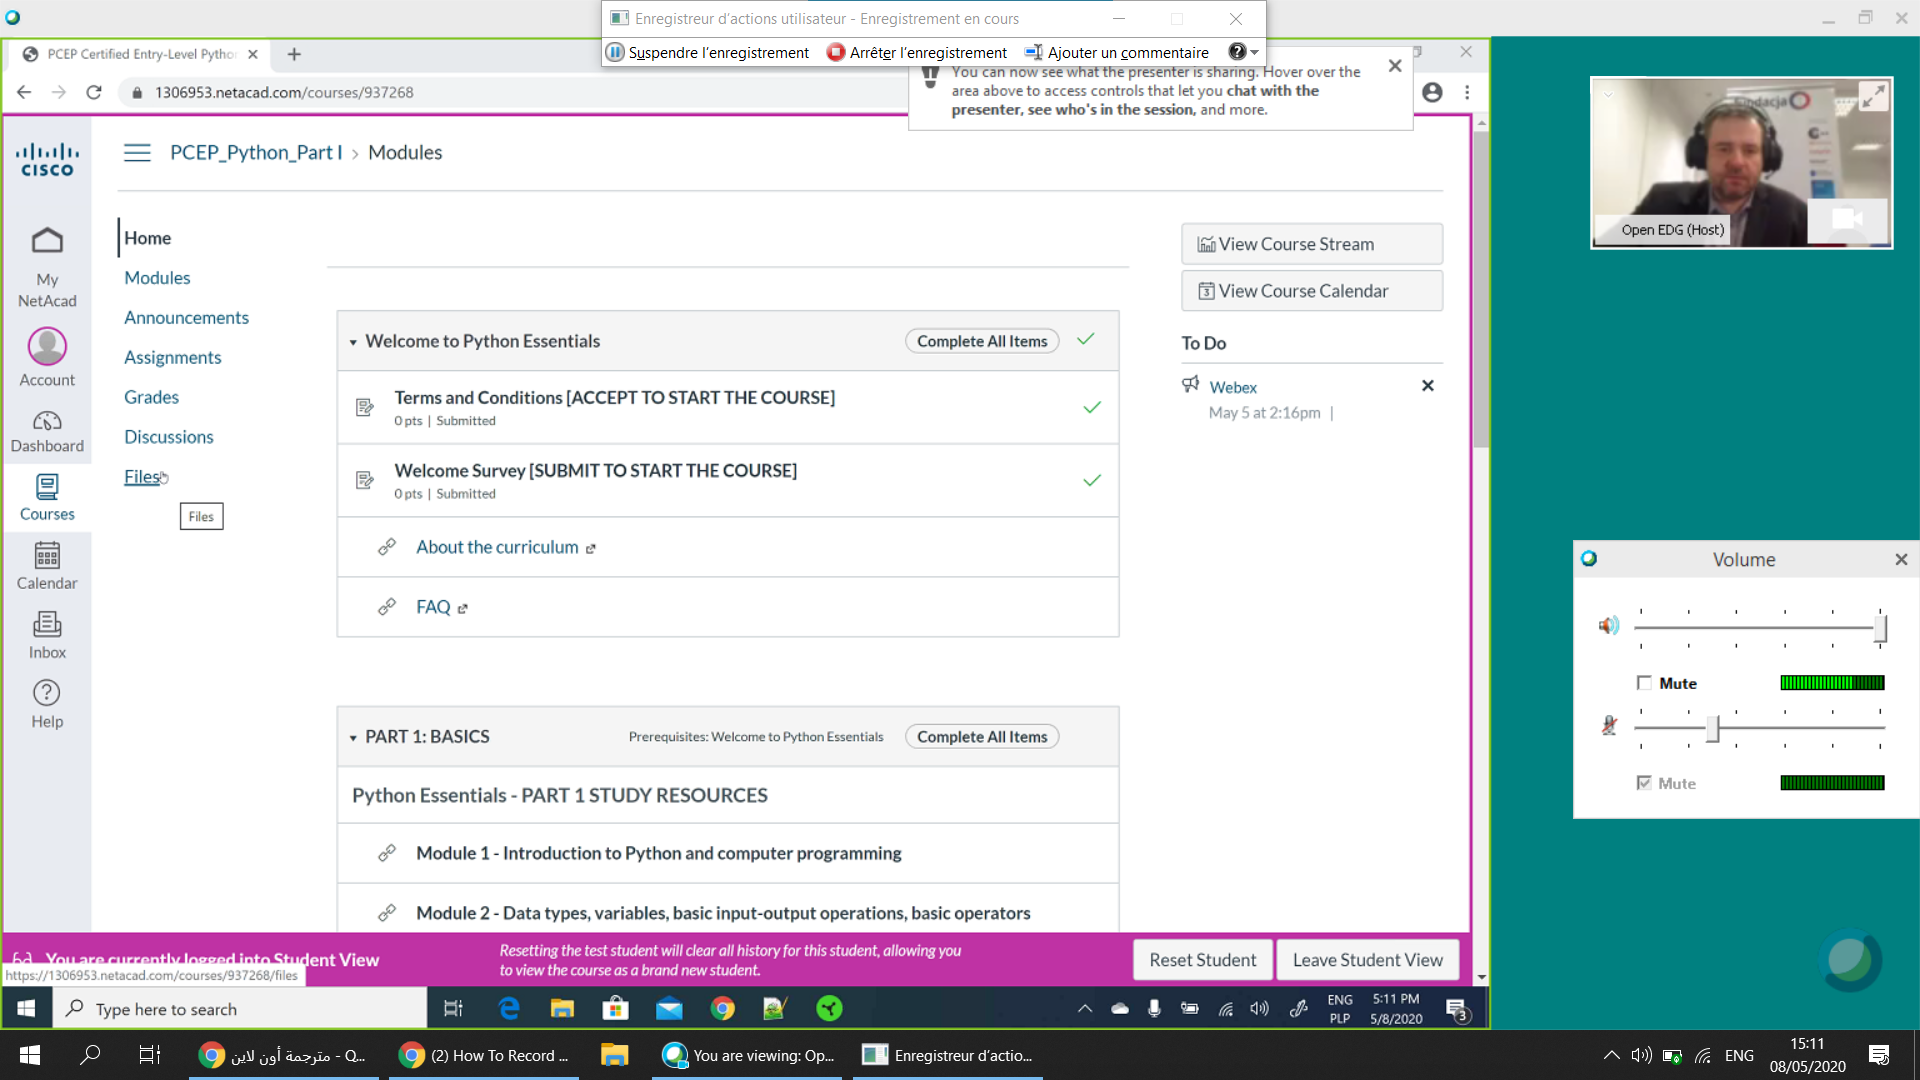 Enregistreur d'actions utilisateur - Enregistrement en cours
Suspendre l'enregistrement
Arrêter l'enregistrement
Ajouter un commentaire
PCEP Certified Entry-Level Pytho
1306953.netacad.com/courses/937268
You can now see what the presenter is sharing. Hover over the
area above to access controls that let you chat with the
presenter, see who's in the session, and more.
CISCO
PCEP_Python_Part I > Modules
My
NetAcad
Account
Dashboard
Courses
Calendar
Inbox
Help
Home
Modules
Announcements
Assignments
Grades
Discussions
Files
Files
Welcome to Python Essentials
Complete All Items
Terms and Conditions [ACCEPT TO START THE COURSE]
0 pts | Submitted
Welcome Survey [SUBMIT TO START THE COURSE]
0 pts | Submitted
About the curriculum
FAQ
PART 1: BASICS
Prerequisites: Welcome to Python Essentials
Complete All Items
Python Essentials - PART 1 STUDY RESOURCES
Module 1 - Introduction to Python and computer programming
Module 2 - Data types, variables, basic input-output operations, basic operators
View Course Stream
3 View Course Calendar
To Do
Webex
May 5 at 2:16pm |
fundacja
Open EDG (Host)
Volume
Mute
Mute
You are currently logged into Student View
https://1306953.netacad.com/courses/937268/files
Resetting the test student will clear all history for this student, allowing you
to view the course as a brand new student.
Reset Student
Leave Student View
Type here to search
ENG
PLP
5:11 PM
5/8/2020
3
مترجمة أون لاين - Q...
(2) How To Record ...
You are viewing: Op...
Enregistreur d'actio...
ENG
15:11
08/05/2020